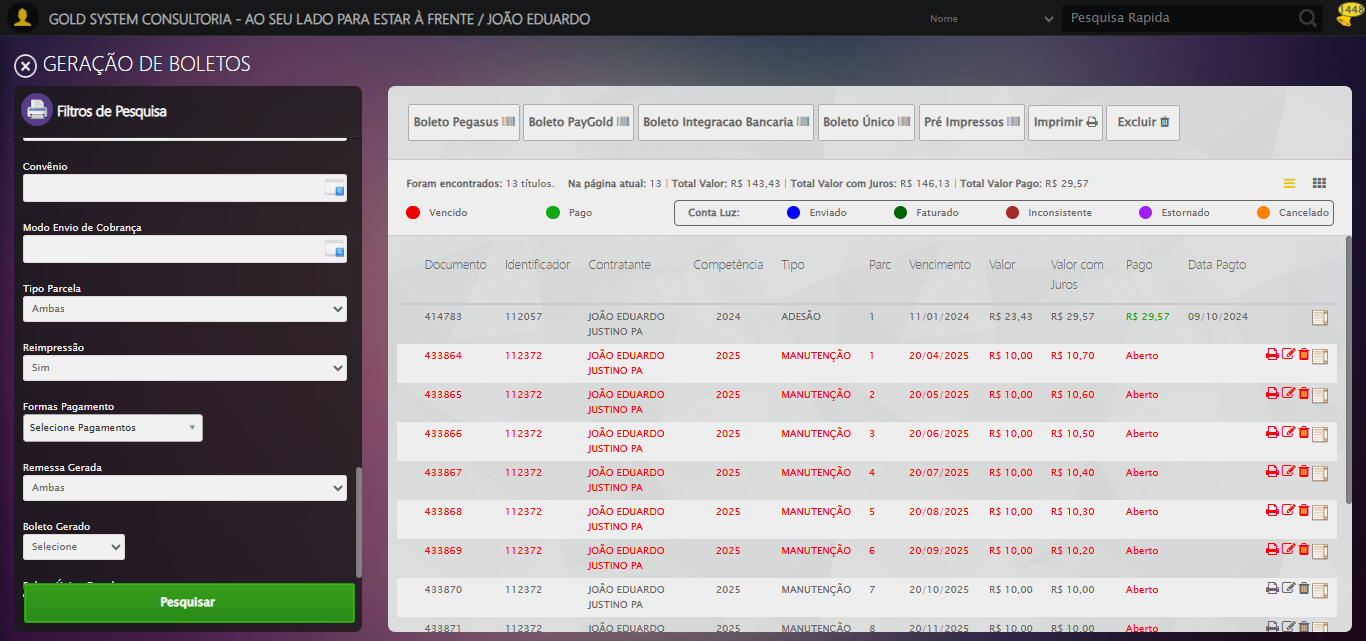 GOLD SYSTEM CONSULTORIA - AO SEU LADO PARA ESTAR À FRENTE / JOÃO EDUARDO
Nome
Pesquisa Rapida
1448
GERAÇÃO DE BOLETOS
Filtros de Pesquisa
Convênio
Modo Envio de Cobrança
Tipo Parcela
Ambas
Reimpressão
Sim
Formas Pagamento
Selecione Pagamentos
Remessa Gerada
Ambas
Boleto Gerado
Selecione
Pesquisar
Boleto Pegasus
Boleto PayGold
Boleto Integracao Bancaria
Boleto Único
Pré Impressos
Imprimir
Excluir
Foram encontrados: 13 títulos. Na página atual: 13 | Total Valor: R$ 143,43 | Total Valor com Juros: R$ 146,13 | Total Valor Pago: R$ 29,57
Vencido
Pago
Conta Luz:
Enviado
Faturado
Inconsistente
Estornado
Cancelado
Documento Identificador Contratante Competência Tipo Parc Vencimento Valor Valor com Pago Data Pagto
Juros
414783 112057 JOÃO EDUARDO 2024 ADESÃO 1 11/01/2024 R$ 23,43 R$ 29,57 R$ 29,57 09/10/2024
JUSTINO PA
433864 112372 JOÃO EDUARDO 2025 MANUTENÇÃO 1 20/04/2025 R$ 10,00 R$ 10,70 Aberto
JUSTINO PA
433865 112372 JOÃO EDUARDO 2025 MANUTENÇÃO 2 20/05/2025 R$ 10,00 R$ 10,60 Aberto
JUSTINO PA
433866 112372 JOÃO EDUARDO 2025 MANUTENÇÃO 3 20/06/2025 R$ 10,00 R$ 10,50 Aberto
JUSTINO PA
433867 112372 JOÃO EDUARDO 2025 MANUTENÇÃO 4 20/07/2025 R$ 10,00 R$ 10,40 Aberto
JUSTINO PA
433868 112372 JOÃO EDUARDO 2025 MANUTENÇÃO 5 20/08/2025 R$ 10,00 R$ 10,30 Aberto
JUSTINO PA
433869 112372 JOÃO EDUARDO 2025 MANUTENÇÃO 6 20/09/2025 R$ 10,00 R$ 10,20 Aberto
JUSTINO PA
433870 112372 JOÃO EDUARDO 2025 MANUTENÇÃO 7 20/10/2025 R$ 10,00 R$ 10,00 Aberto
JUSTINO PA
433871 112372 JOÃO EDUARDO 2025 MANUTENÇÃO 8 20/11/2025 R$ 10,00 R$ 10,00 Aberto